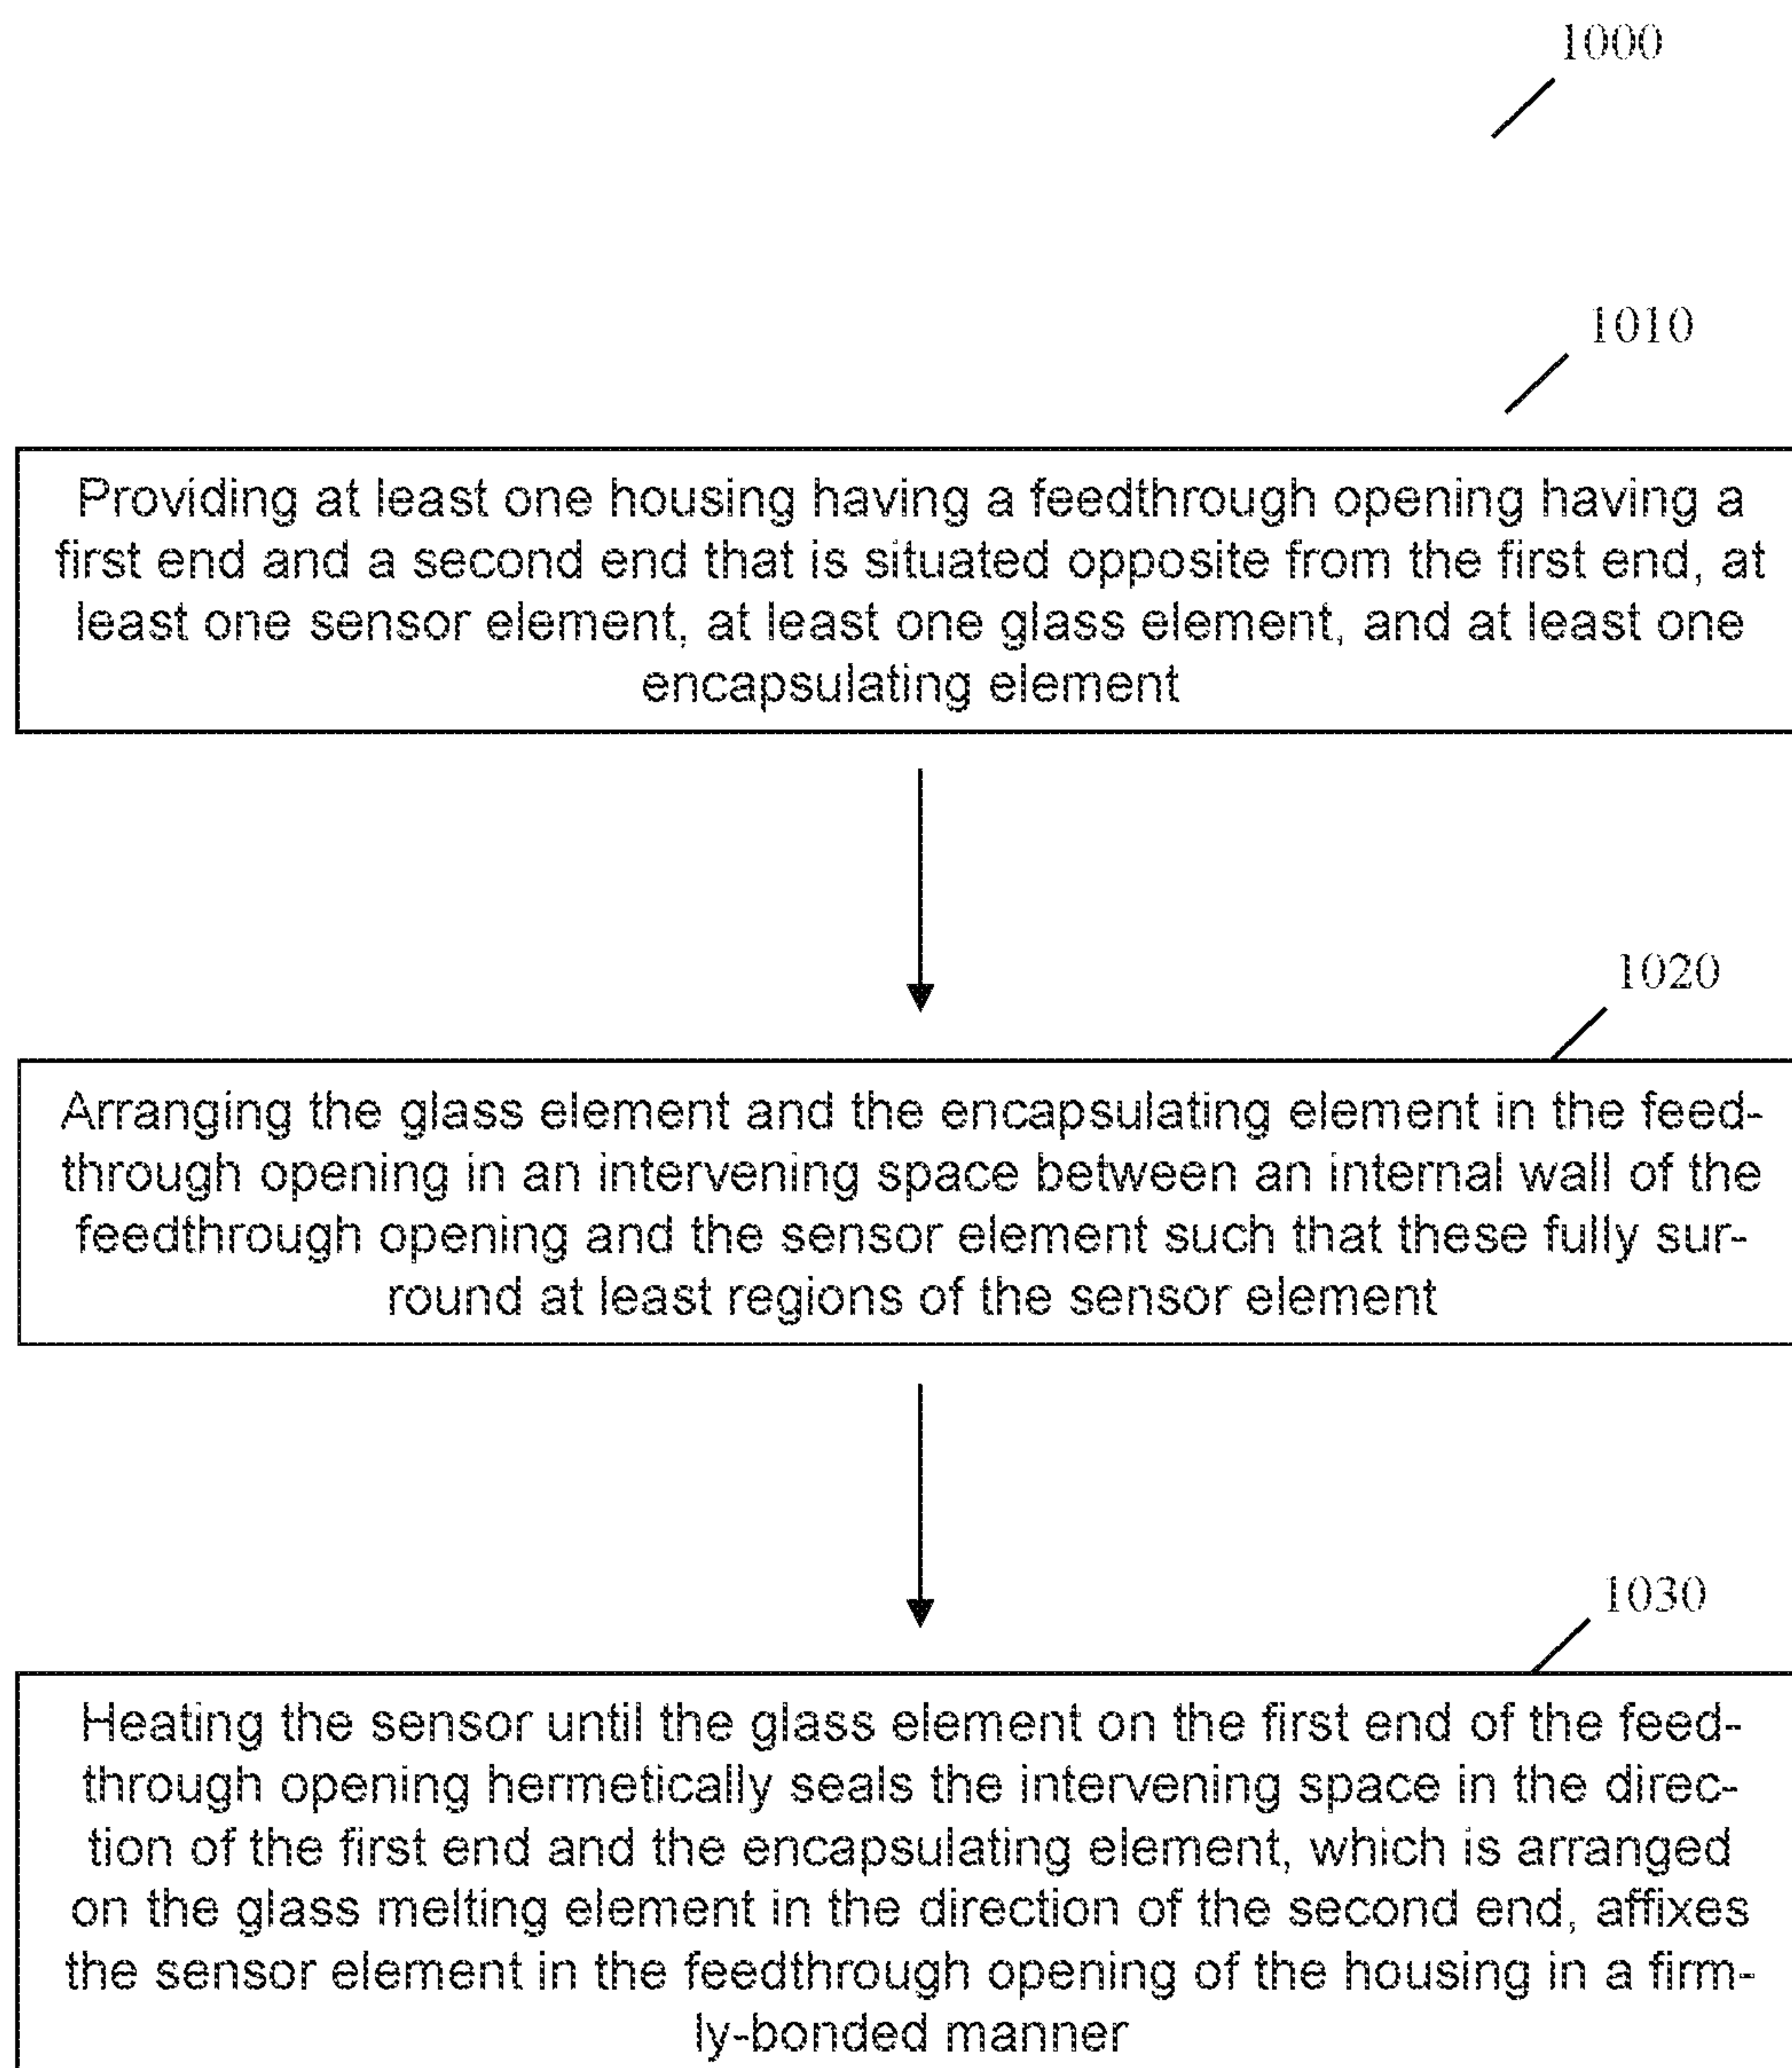 1000
1010
Providing at least one housing having a feedthrough opening having a
first end and a second end that is situated opposite from the first end, at
least one sensor element, at least one glass element, and at least one
encapsulating element
1020
Arranging the glass element and the encapsulating element in the feed-
through opening in an intervening space between an internal wall of the
feedthrough opening and the sensor element such that these fully sur-
round at least regions of the sensor element
1030
Heating the sensor until the glass element on the first end of the feed-
through opening hermetically seals the intervening space in the direc-
tion of the first end and the encapsulating element, which is arranged
on the glass melting element in the direction of the second end, affixes
the sensor element in the feedthrough opening of the housing in a firm-
ly-bonded manner